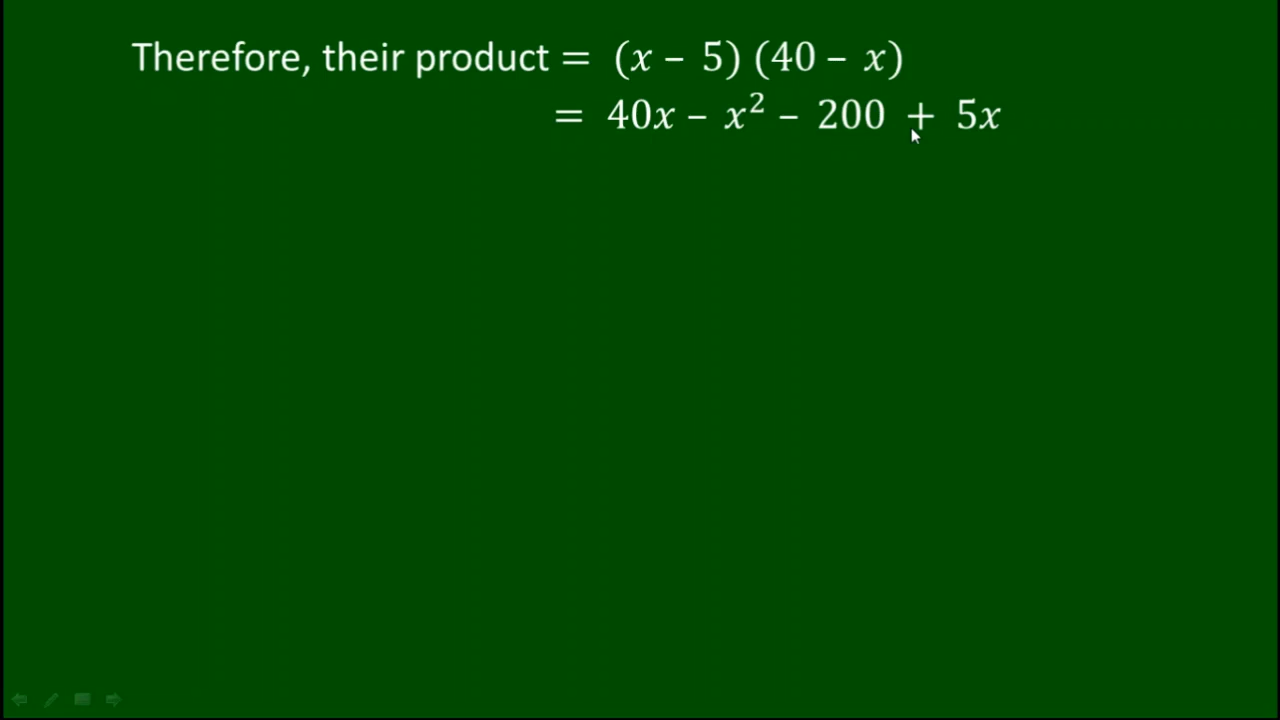 Therefore, their product = (x – 5) (40 – x)
= 40x – x² – 200 + 5x